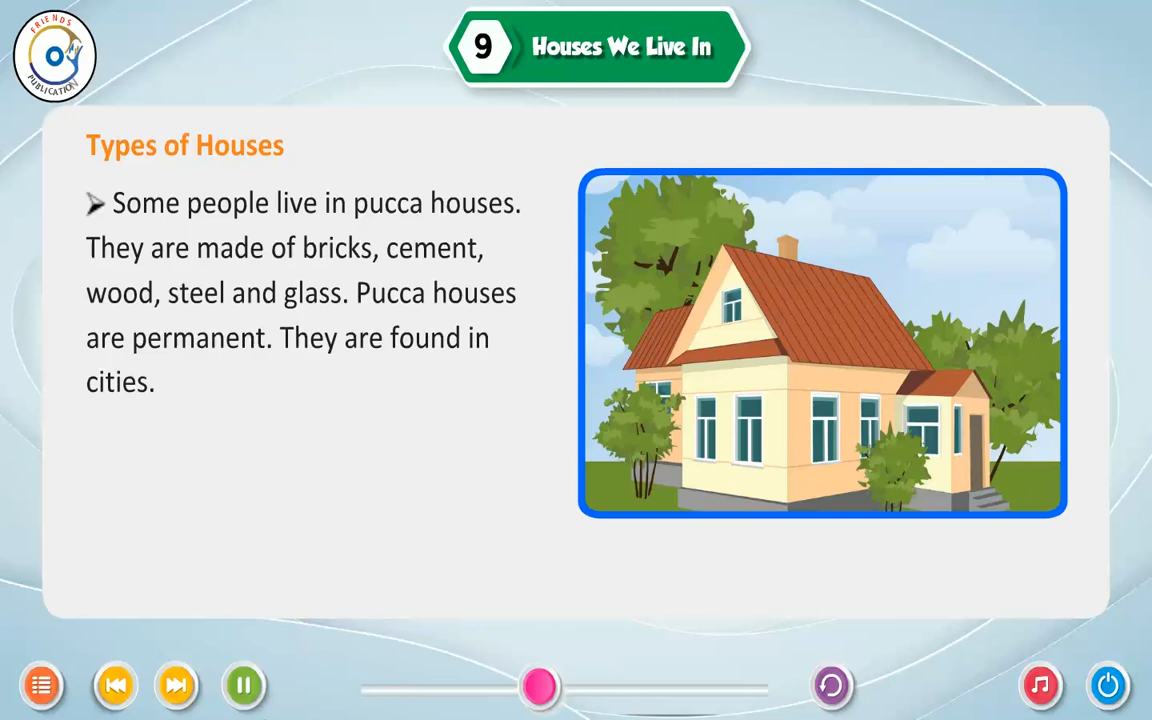 FRIENDS
PUBLICATION
9
Houses We Live In
Types of Houses
Some people live in pucca houses.
They are made of bricks, cement,
wood, steel and glass. Pucca houses
are permanent. They are found in
cities.